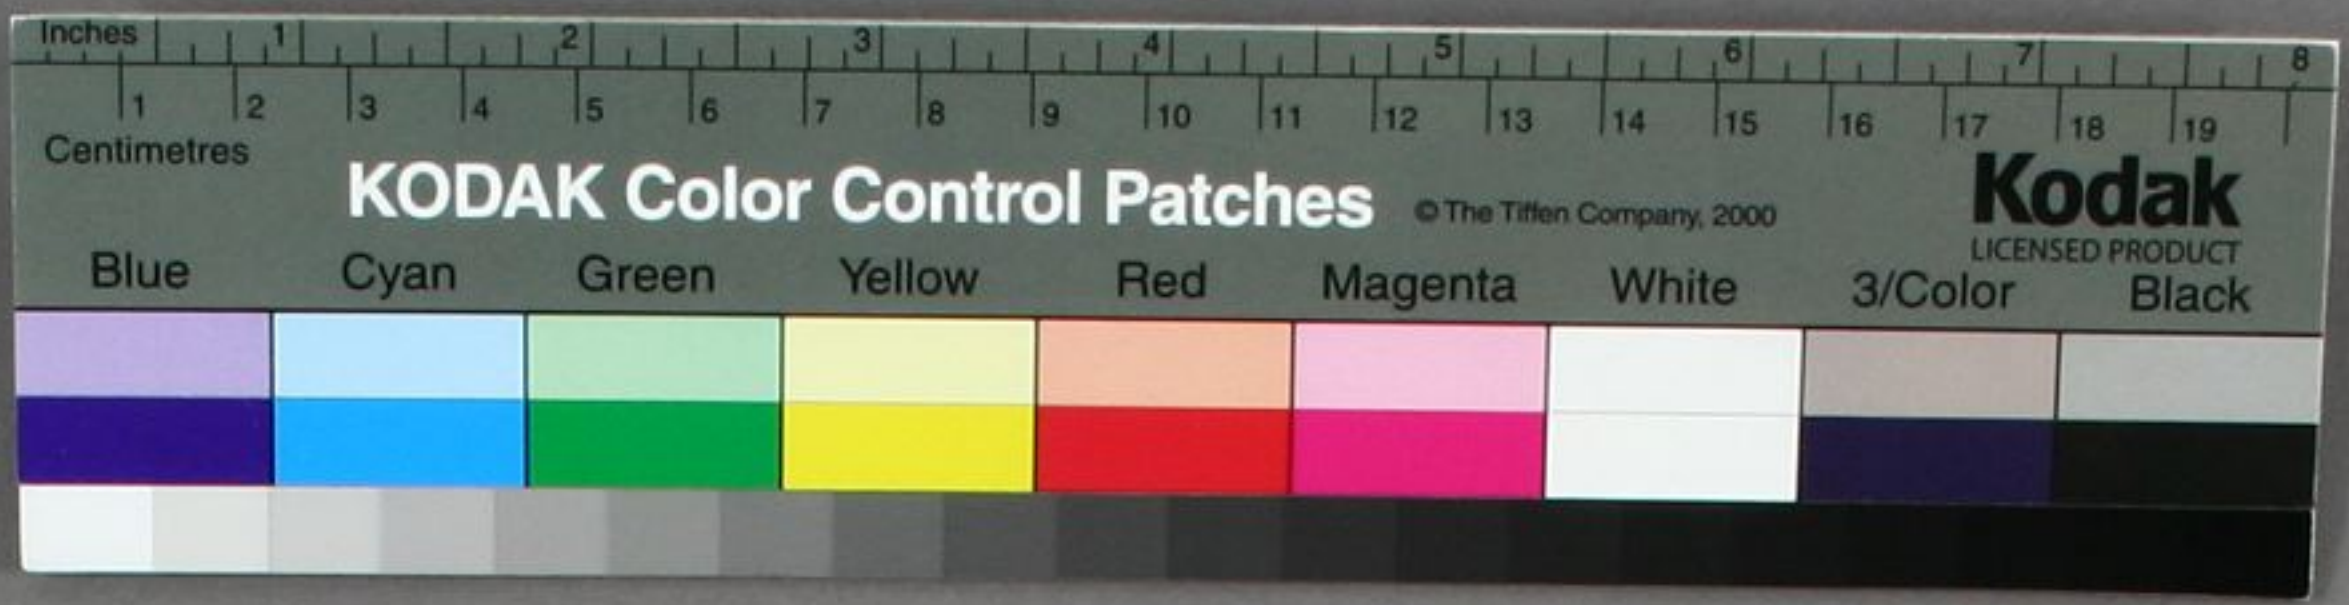 Inches 1 2 3 4 5 6 7 8
1 2 3 4 5 6 7 8 9 10 11 12 13 14 15 16 17 18 19
Centimetres
KODAK Color Control Patches © The Tiffen Company, 2000
Kodak
LICENSED PRODUCT
Blue Cyan Green Yellow Red Magenta White 3/Color Black